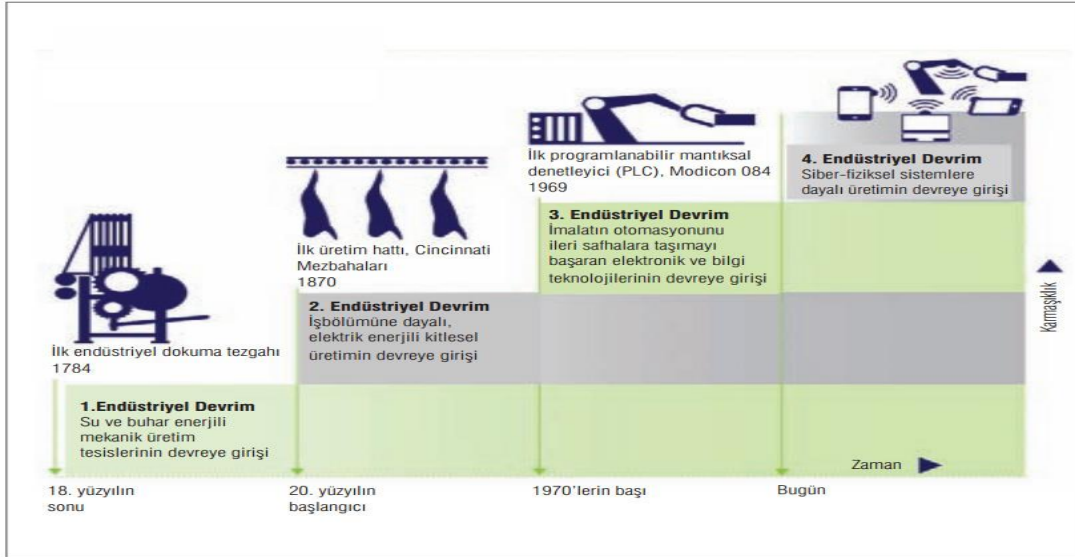 İlk endüstriyel dokuma tezgahı
1784
1.Endüstriyel Devrim
Su ve buhar enerjili
mekanik üretim
tesislerinin devreye girişi
18. yüzyılın
sonu
İlk üretim hattı, Cincinnati
Mezbahaları
1870
2. Endüstriyel Devrim
İşbölümüne dayalı,
elektrik enerjili kitlesel
üretimin devreye girişi
20. yüzyılın
başlangıcı
İlk programlanabilir mantıksal
denetleyici (PLC), Modicon 084
1969
3. Endüstriyel Devrim
İmalatın otomasyonunu
ileri safhalara taşımayı
başaran elektronik ve bilgi
teknolojilerinin devreye girişi
1970'lerin başı
4. Endüstriyel Devrim
Siber-fiziksel sistemlere
dayalı üretimin devreye girişi
Bugün
Zaman
Karmaşıklık